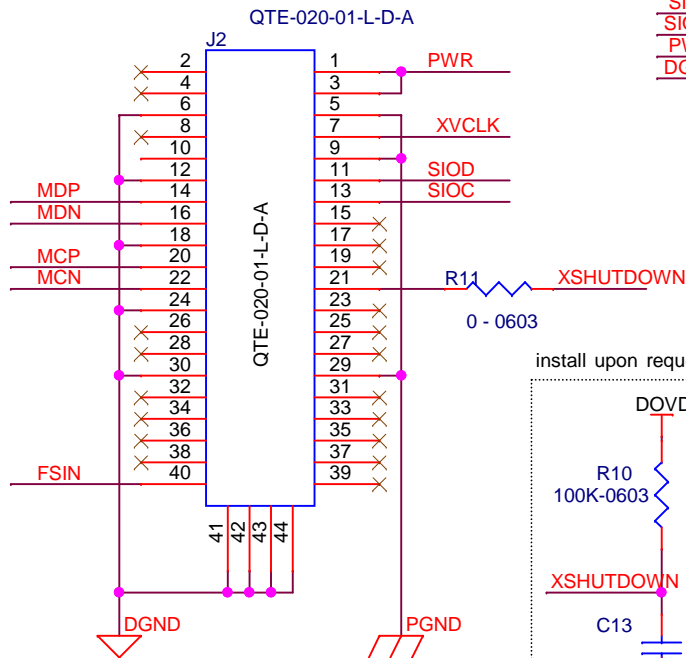 QTE-020-01-L-D-A
J2
2 1 PWR
4 3
6 5
8 7 XVCLK
10 9
12 11 SIOD
MDP 14 13 SIOC
MDN 16 15
18 17
MCP 20 19
MCN 22 21 R11 XSHUTDOWN
0 - 0603
24 23
26 25
28 27
30 29
32 31
34 33
36 35
38 37
FSIN 40 39
QTE-020-01-L-D-A
41 42 43 44
DGND
PGND
install upon requ
DOVD
R10
100K-0603
XSHUTDOWN
C13